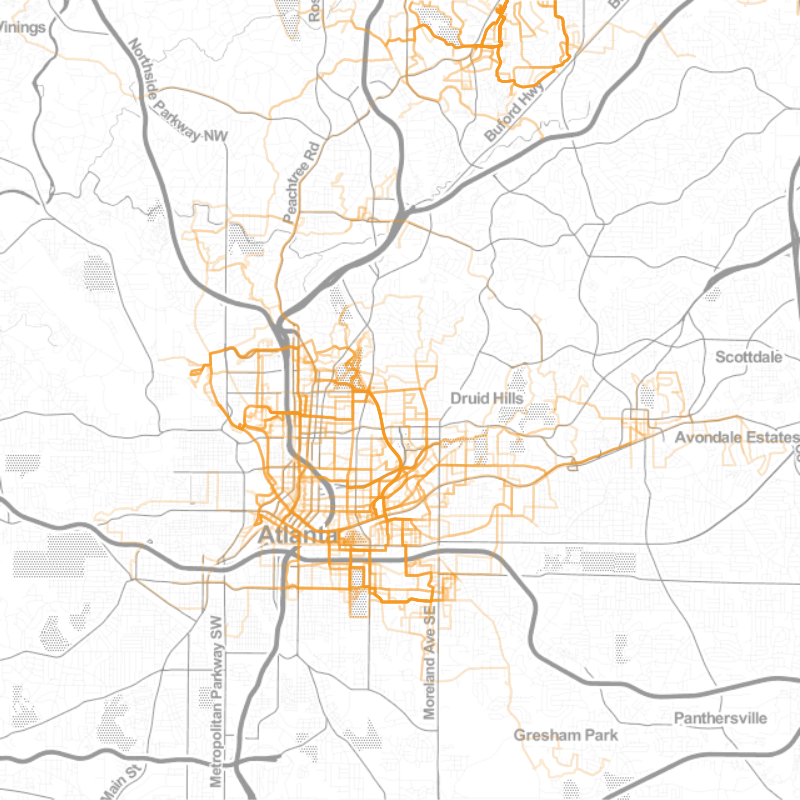 Vinings
Ros
B
Northside Parkway NW
Buford Hwy
Peachtree Rd
Scottdale
Druid Hills
Avondale Estates
Atlanta
Metropolitan Parkway SW
Moreland Ave SE
Gresham Park
Panthersville
Main St